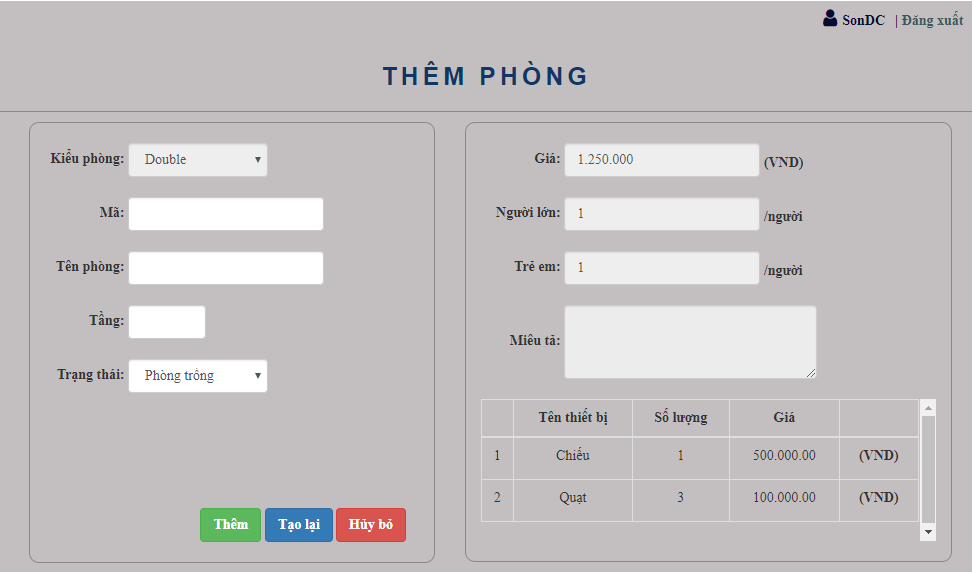 SonDC | Đăng xuất
THÊM PHÒNG
Kiểu phòng: Double
Mã:
Tên phòng:
Tầng:
Trạng thái: Phòng trống
Thêm Tạo lại Hủy bỏ
Giá: 1.250.000 (VND)
Người lớn: 1 /người
Trẻ em: 1 /người
Miêu tả:
Tên thiết bị Số lượng Giá
1 Chiếu 1 500.000.00 (VND)
2 Quạt 3 100.000.00 (VND)